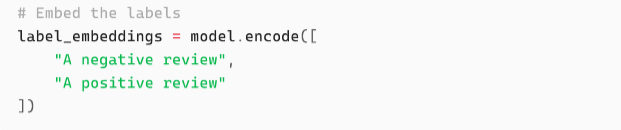 # Embed the labels
label_embeddings = model.encode([
    "A negative review",
    "A positive review"
])